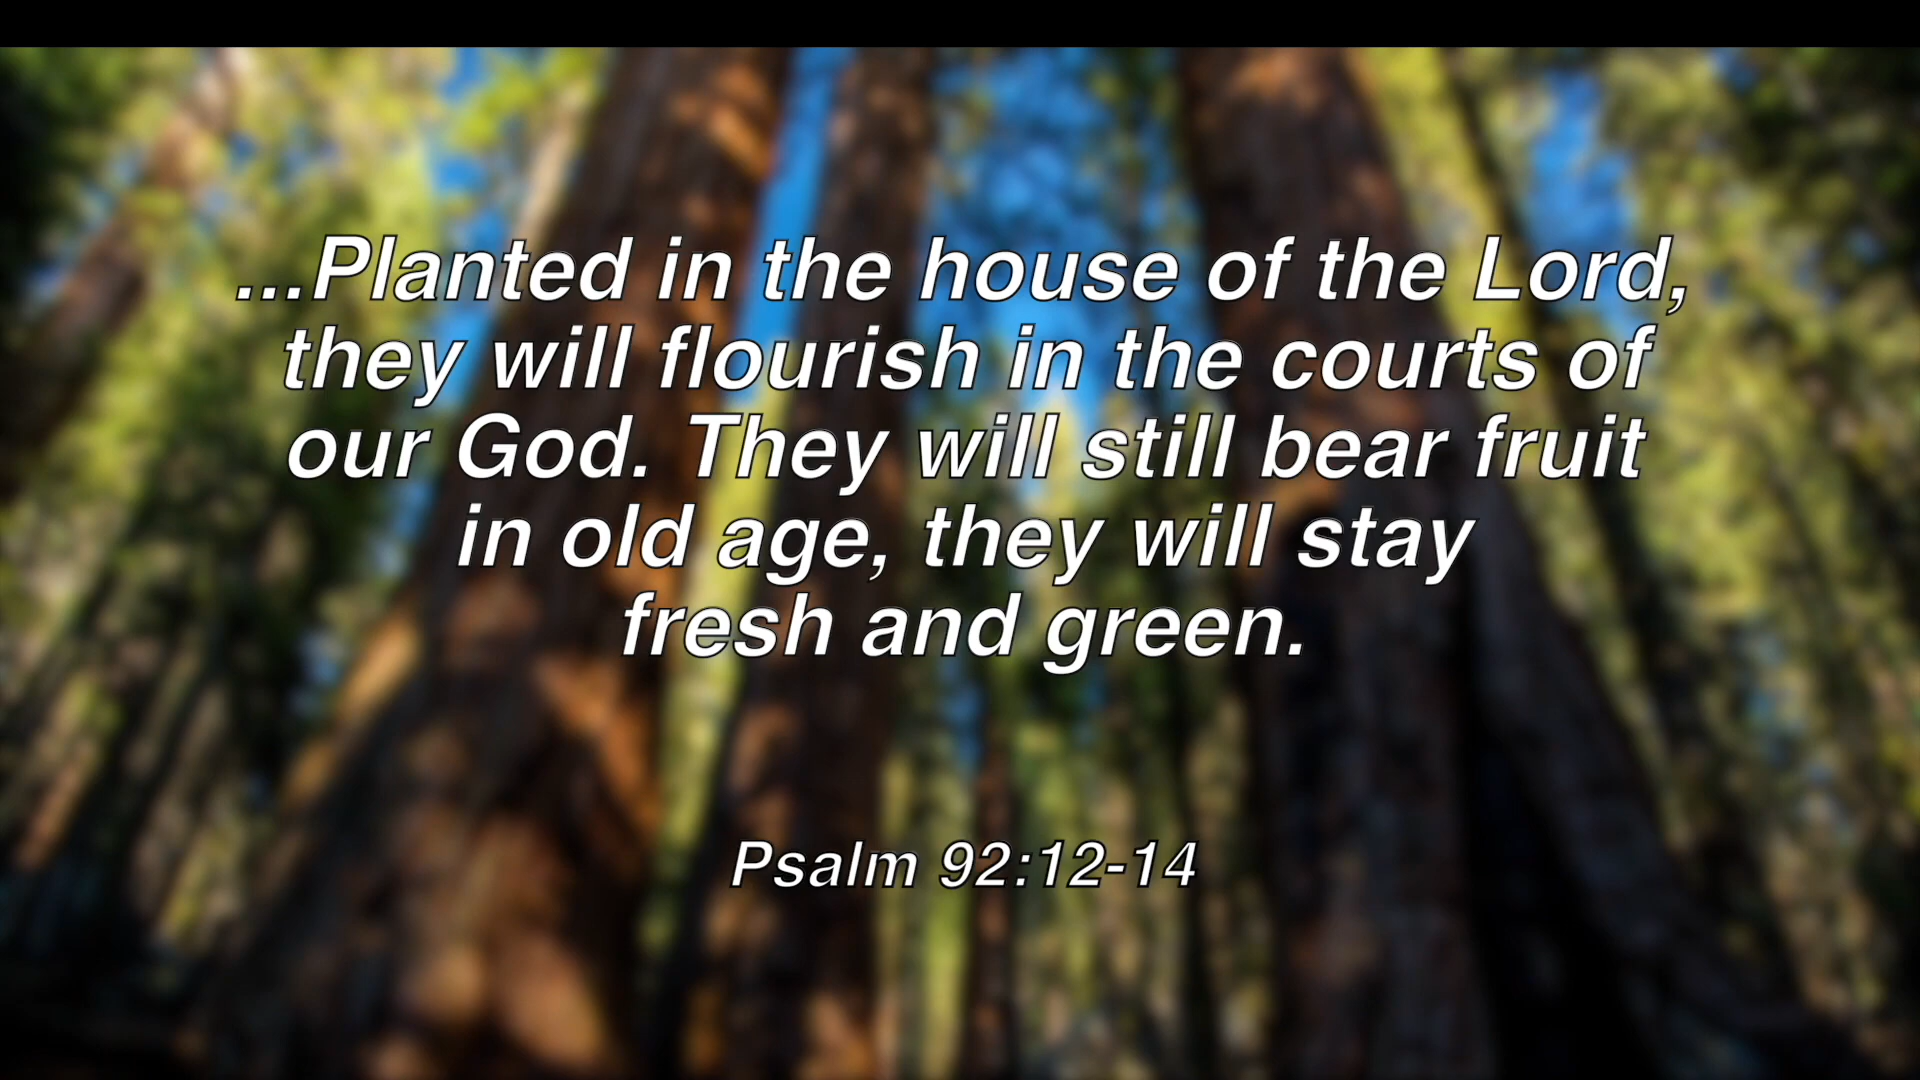 ...Planted in the house of the Lord,
they will flourish in the courts of
our God. They will still bear fruit
in old age, they will stay
fresh and green.
Psalm 92:12-14